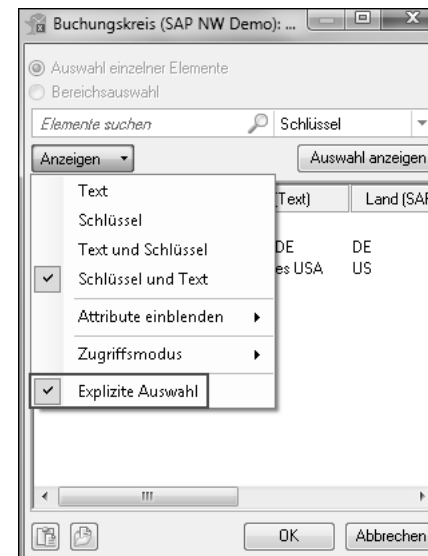 Buchungskreis (SAP NW Demo): ...
Auswahl einzelner Elemente
Bereichsauswahl
Elemente suchen Schlüssel
Anzeigen Auswahl anzeigen
Text) Land (SAP
Text
Schlüssel
Text und Schlüssel DE DE
Schlüssel und Text es USA US
Attribute einblenden
Zugriffsmodus
Explizite Auswahl
OK Abbrechen